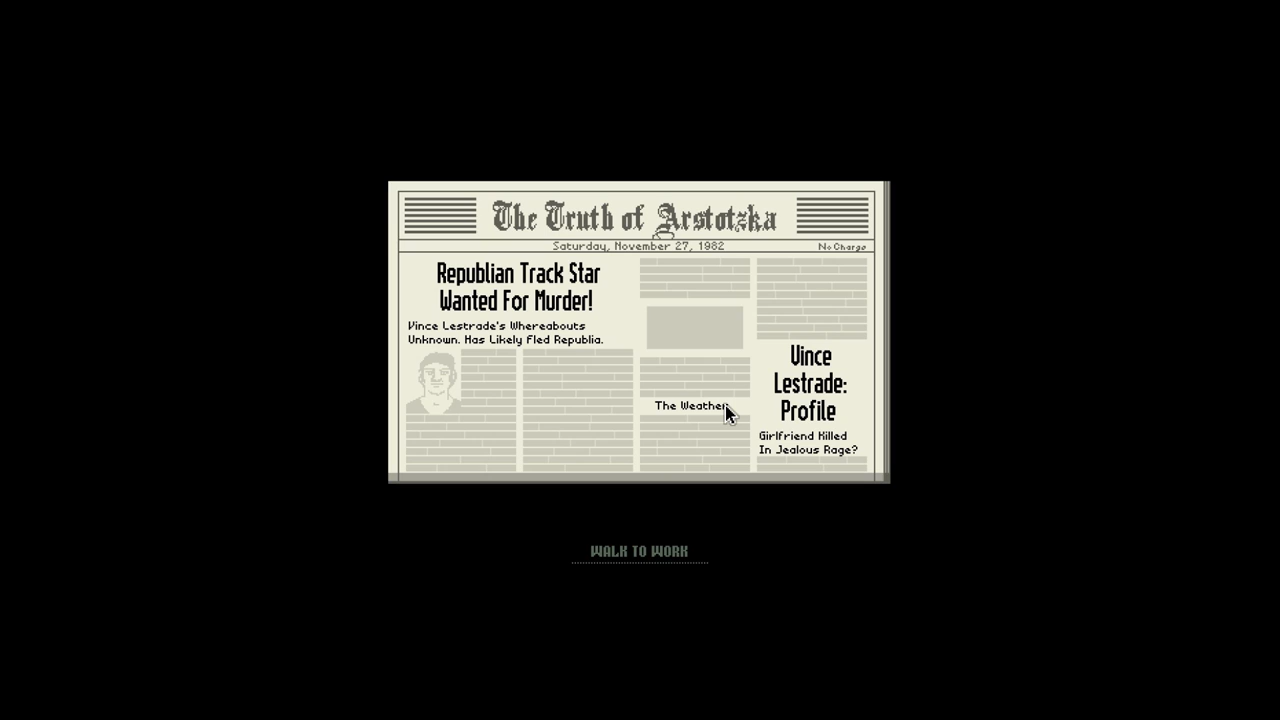 The Truth of Arstotzka
Saturday, November 27, 1982
No Charge
Republian Track Star
Wanted For Murder!
Vince Lestrade's Whereabouts
Unknown. Has Likely Fled Republia.
The Weather
Vince
Lestrade:
Profile
Girlfriend Killed
In Jealous Rage?
WALK TO WORK